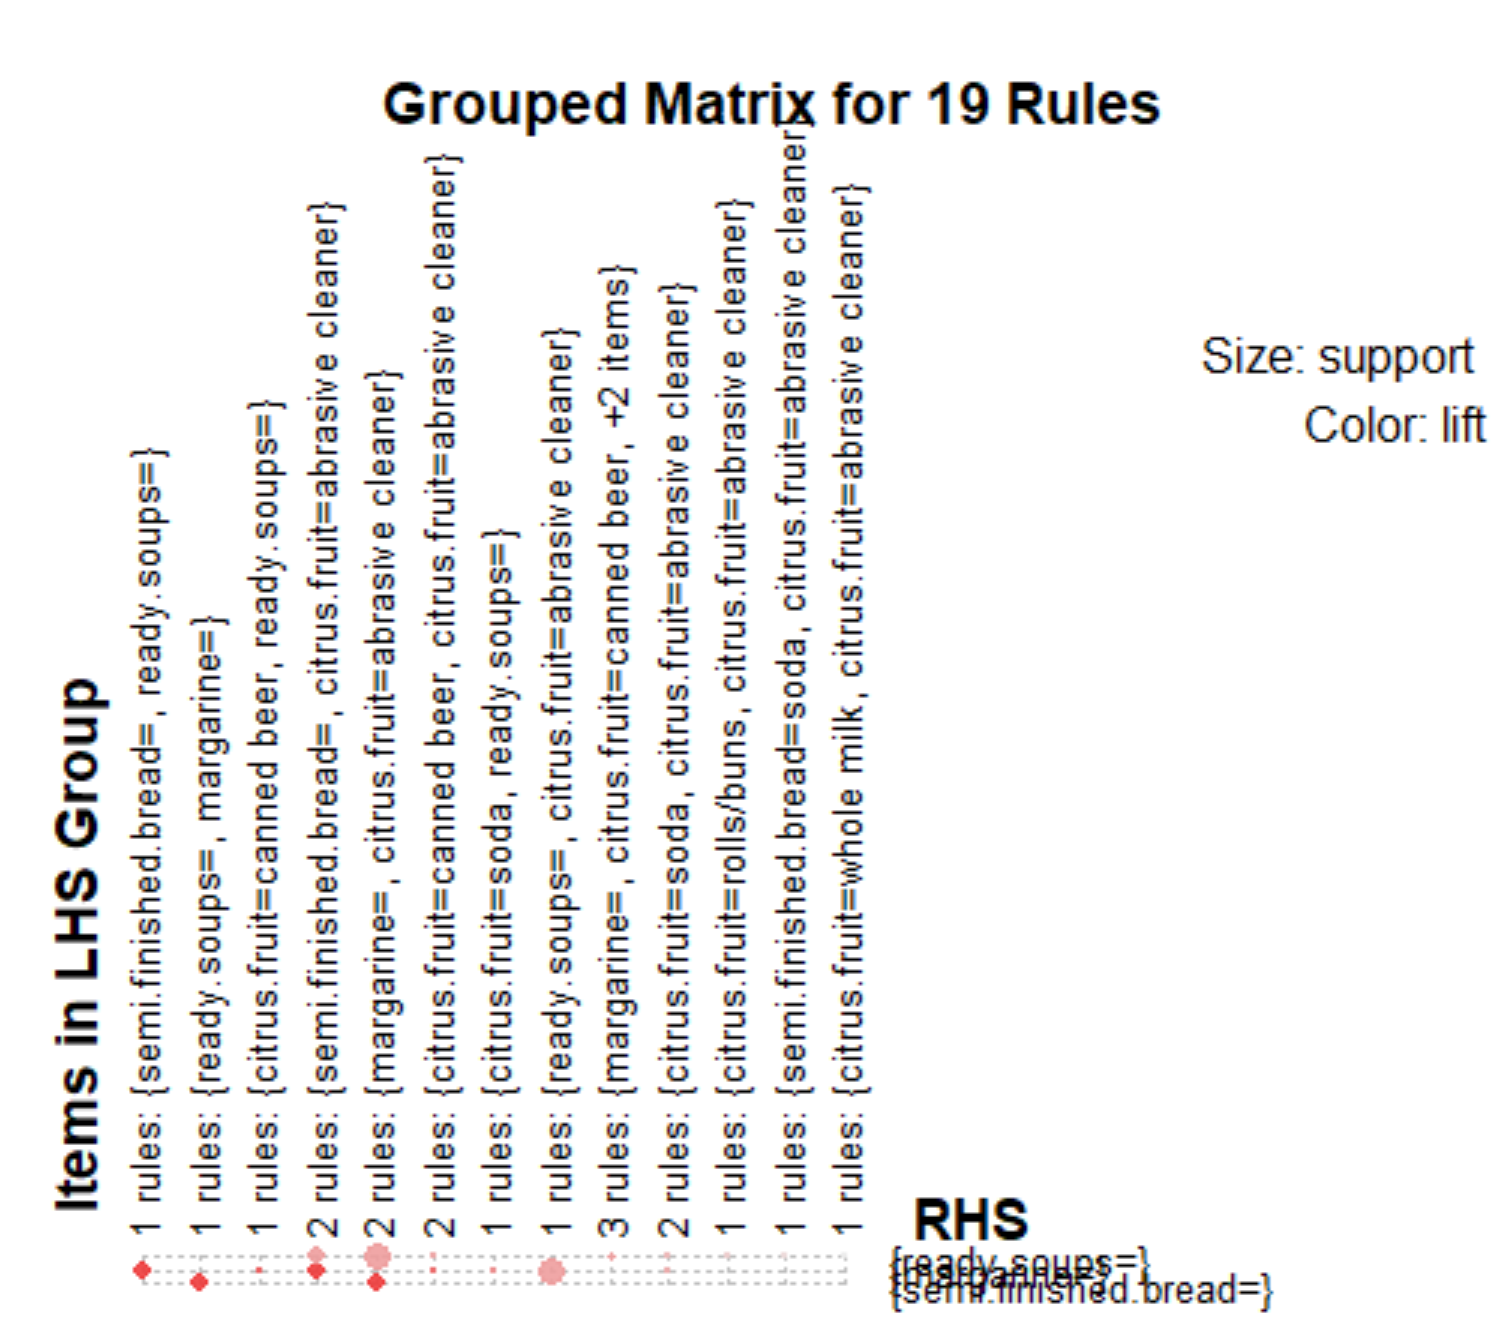 Grouped Matrix for 19 Rules
Items in LHS Group
1 rules: {semi.finished.bread=, ready.soups=}
1 rules: {ready.soups=, margarine=}
1 rules: {citrus.fruit=canned beer, ready.soups=}
2 rules: {semi.finished.bread=, citrus.fruit=abrasive cleaner}
2 rules: {margarine=, citrus.fruit=abrasive cleaner}
2 rules: {citrus.fruit=canned beer, citrus.fruit=abrasive cleaner}
1 rules: {citrus.fruit=soda, ready.soups=}
1 rules: {ready.soups=, citrus.fruit=abrasive cleaner}
3 rules: {margarine=, citrus.fruit=canned beer, +2 items}
2 rules: {citrus.fruit=soda, citrus.fruit=abrasive cleaner}
1 rules: {citrus.fruit=rolls/buns, citrus.fruit=abrasive cleaner}
1 rules: {semi.finished.bread=soda, citrus.fruit=abrasive cleaner}
1 rules: {citrus.fruit=whole milk, citrus.fruit=abrasive cleaner}
Size: support
Color: lift
RHS
{ready.soups=}
{margarine=}
{semi.finished.bread=}